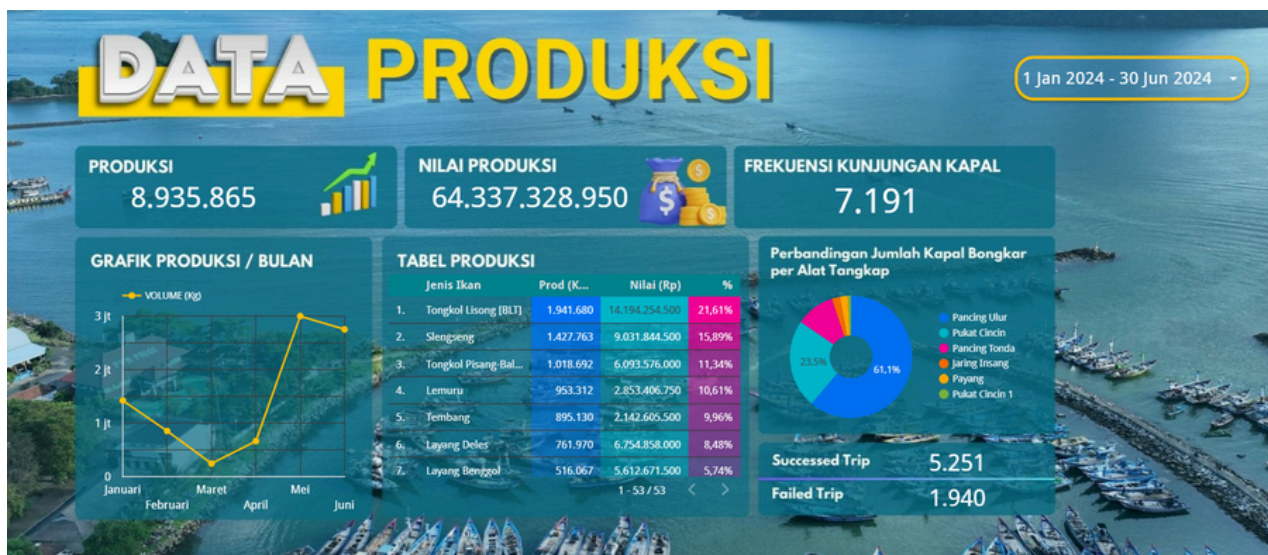 DATA PRODUKSI
1 Jan 2024 - 30 Jun 2024
PRODUKSI
8.935.865
NILAI PRODUKSI
64.337.328.950
FREKUENSI KUNJUNGAN KAPAL
7.191
GRAFIK PRODUKSI / BULAN
VOLUME (Kg)
3 jt
2 jt
1 jt
0
Januari
Februari
Maret
April
Mei
Juni
TABEL PRODUKSI
Jenis Ikan Prod (K... Nilai (Rp) %
1. Tongkol Lisong [BLT] 1.941.680 14.194.254.500 21,61%
2. Slengseng 1.427.763 9.031.844.500 15,89%
3. Tongkol Pisang-Bal... 1.018.692 6.093.576.000 11,34%
4. Lemuru 953.312 2.853.406.750 10,61%
5. Tembang 895.130 2.142.605.500 9,96%
6. Layang Deles 761.970 6.754.858.000 8,48%
7. Layang Benggol 516.067 5.612.671.500 5,74%
1 - 53 / 53 < >
Perbandingan Jumlah Kapal Bongkar
per Alat Tangkap
23.5%
61,1%
Pancing Ulur
Pukat Cincin
Pancing Tonda
Jaring Insang
Payang
Pukat Cincin 1
Successed Trip 5.251
Failed Trip 1.940